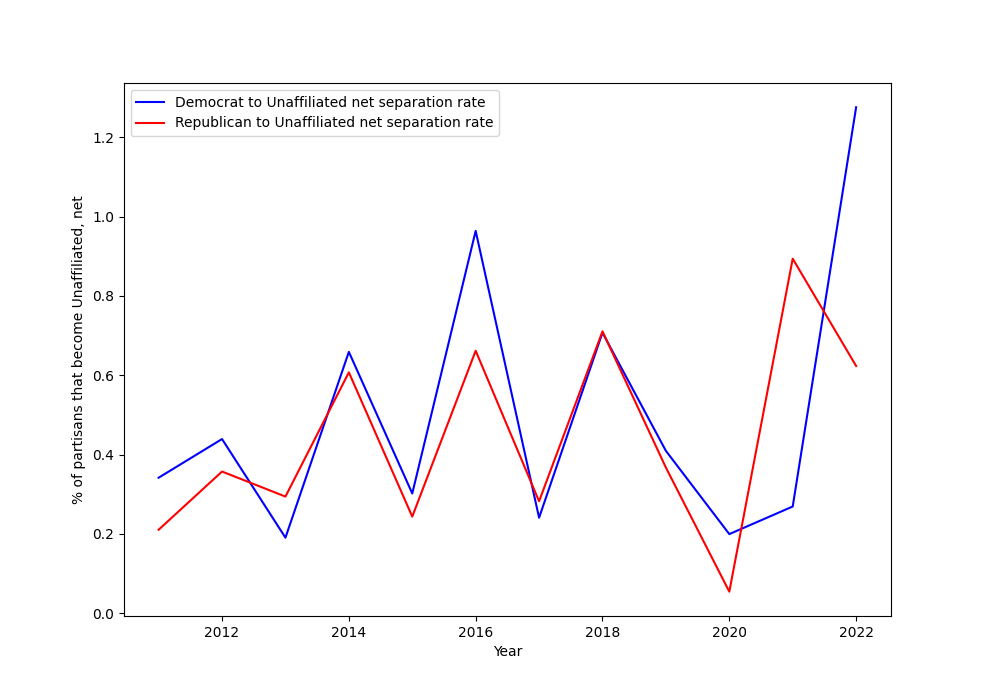 Democrat to Unaffiliated net separation rate
Republican to Unaffiliated net separation rate
% of partisans that become Unaffiliated, net
1.2
1.0
0.8
0.6
0.4
0.2
0.0
2012 2014 2016 2018 2020 2022
Year